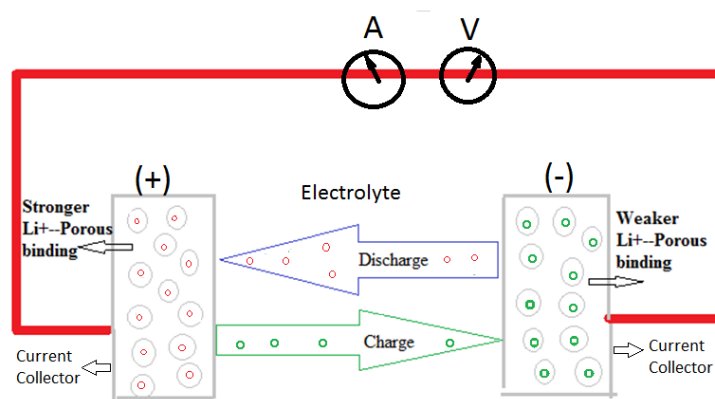 A
V
(+)
(-)
Electrolyte
Stronger
Li+--Porous
binding
Weaker
Li+--Porous
binding
Discharge
Charge
Current
Collector
Current
Collector